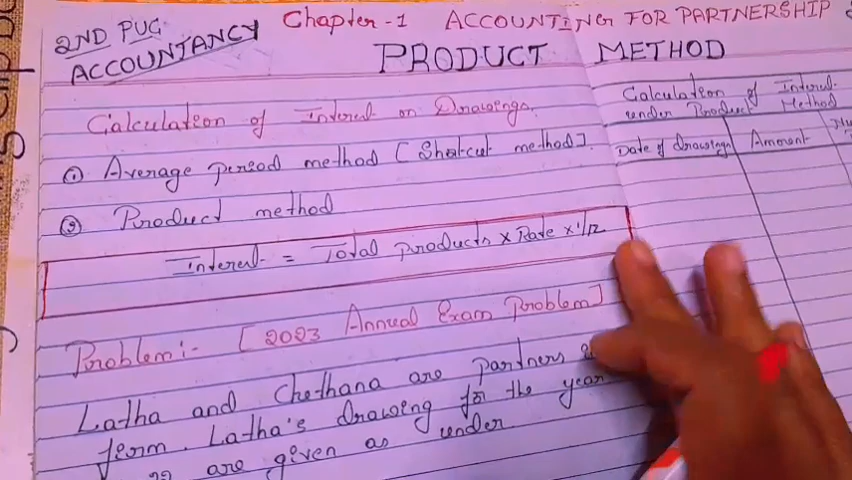 2ND PUC
ACCOUNTANCY
Chapter-1 ACCOUNTING FOR PARTNERSHIP
PRODUCT METHOD
Calculation of Interest on Drawings.
① Average period method [Shortcut method].
② Product method
Interest = Total Products × Rate × 1/12
Problem:- [2023 Annual Exam Problem]
Latha and Chethana are partners
firm. Latha's drawing for the year
are given as under
Calculation of Interest
under Product Method
Date of drawings
Amount